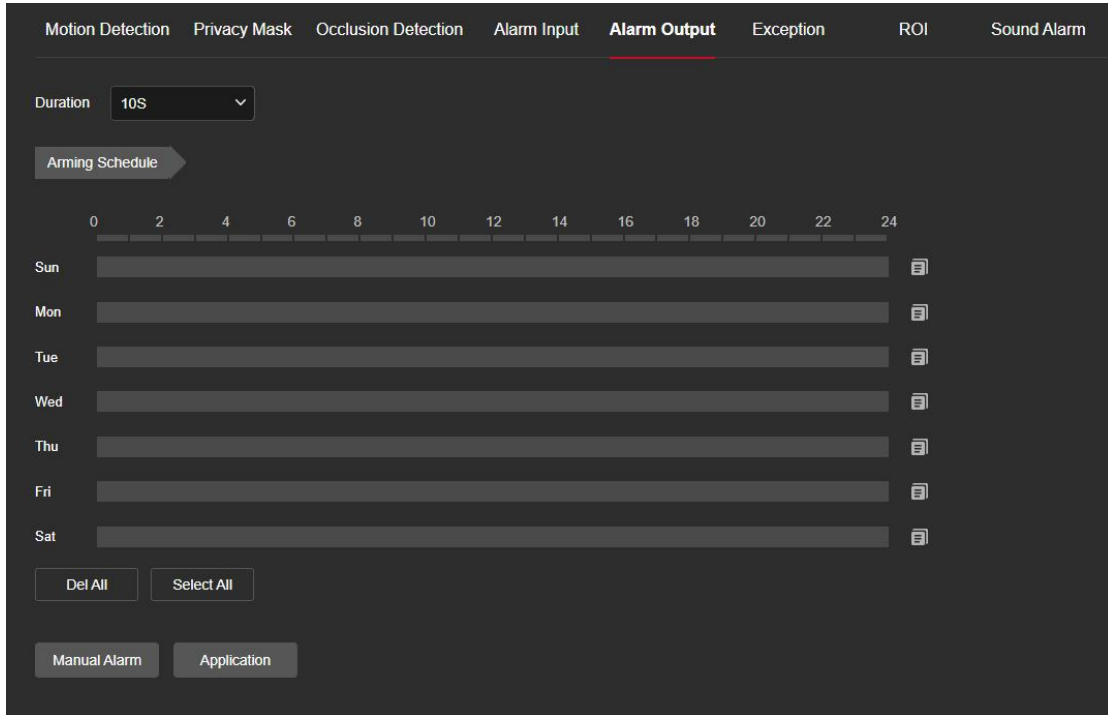 Motion Detection Privacy Mask Occlusion Detection Alarm Input Alarm Output Exception ROI Sound Alarm
Duration 10S
Arming Schedule
0 2 4 6 8 10 12 14 16 18 20 22 24
Sun
Mon
Tue
Wed
Thu
Fri
Sat
Del All Select All
Manual Alarm Application